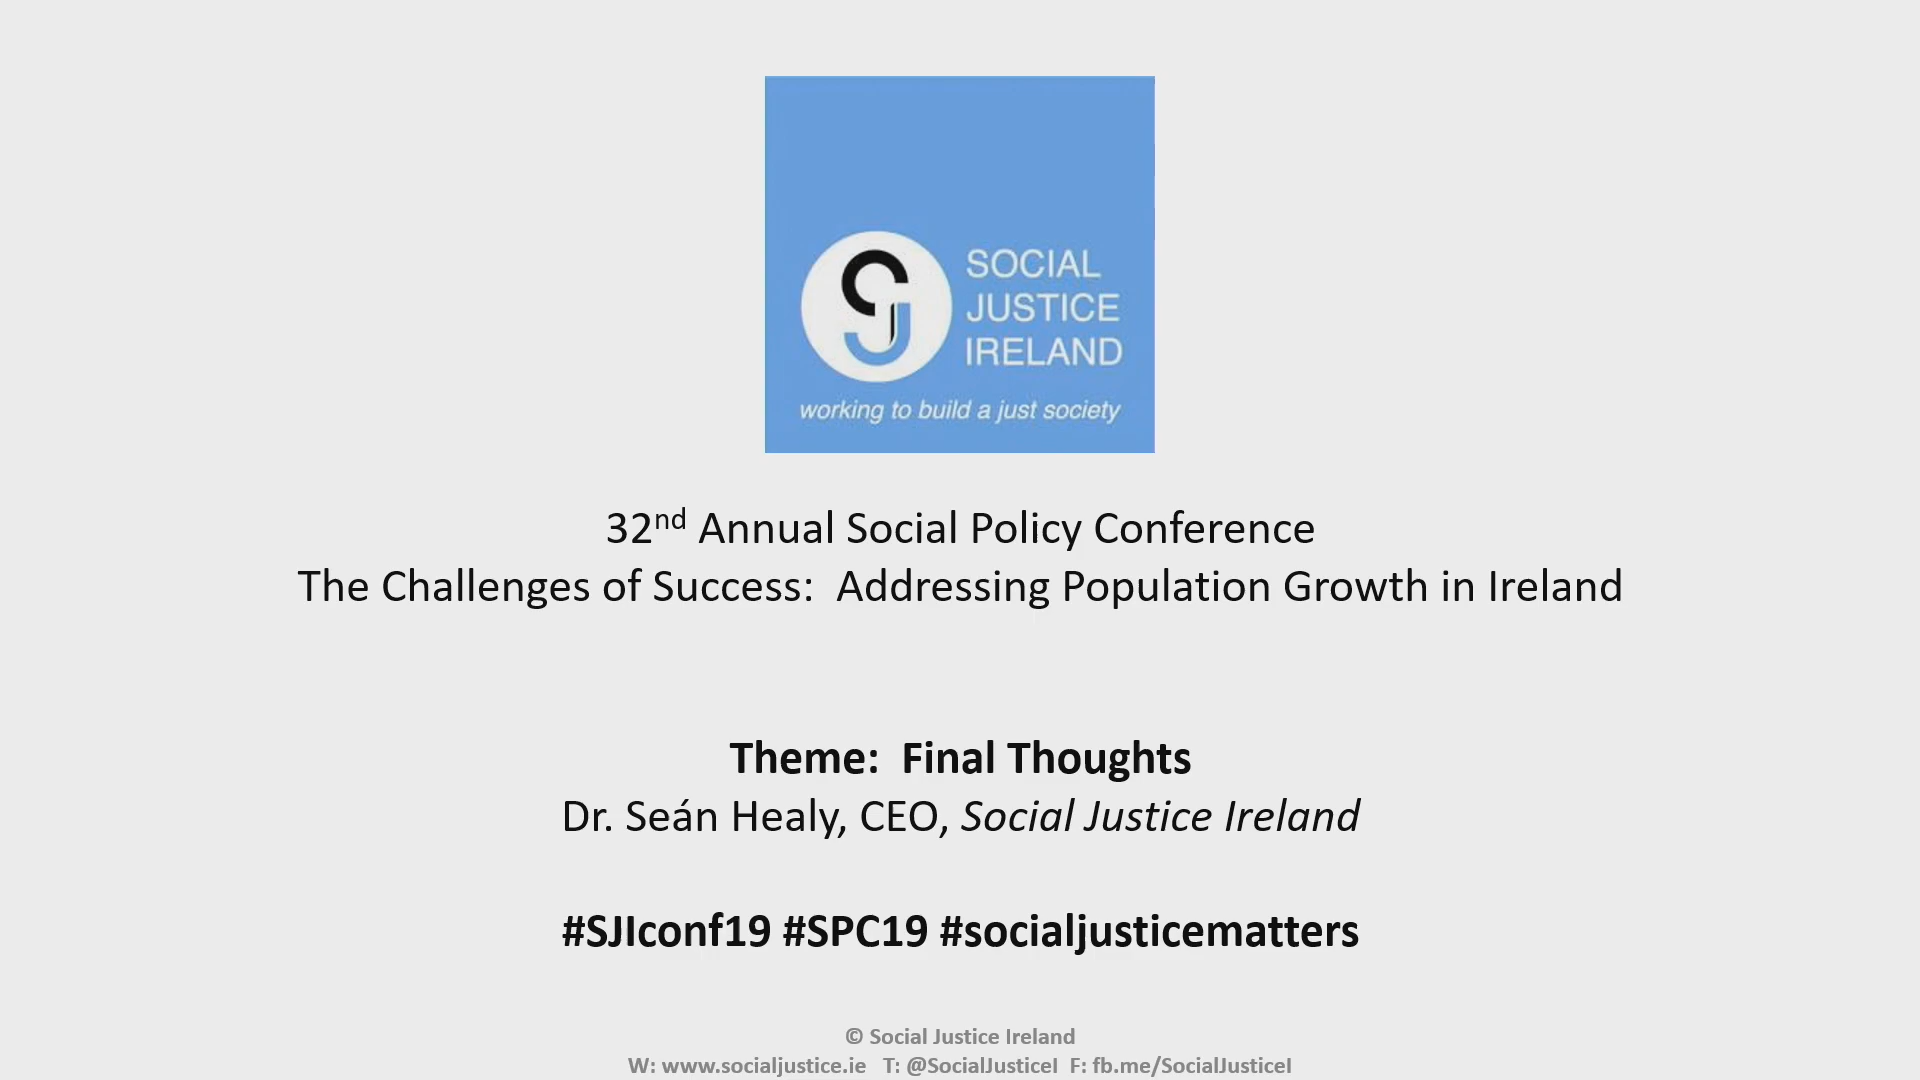 SOCIAL
JUSTICE
IRELAND
working to build a just society
32nd Annual Social Policy Conference
The Challenges of Success: Addressing Population Growth in Ireland
Theme: Final Thoughts
Dr. Seán Healy, CEO, Social Justice Ireland
#SJIconf19 #SPC19 #socialjusticematters
© Social Justice Ireland
W: www.socialjustice.ie T: @SocialJusticeI F: fb.me/SocialJusticeI